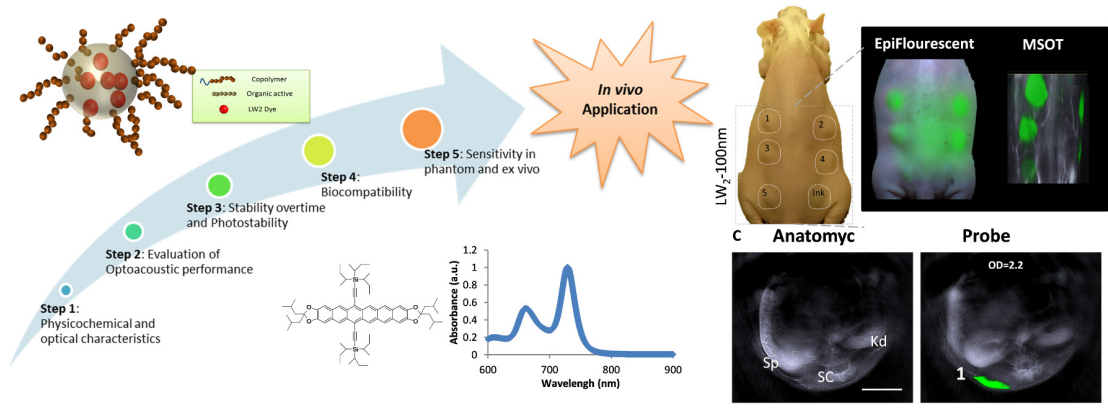 Copolymer
Organic active
LW2 Dye
In vivo
Application
Step 5: Sensitivity in
phantom and ex vivo
Step 4:
Biocompatibility
Step 3: Stability overtime
and Photostability
Step 2: Evaluation of
Optoacoustic performance
Step 1:
Physicochemical and
optical characteristics
Si
O O
O O
Si
Absorbance (a.u.)
1.2
1
0.8
0.6
0.4
0.2
0
600 700 800 900
Wavelengh (nm)
LW2-100nm
1 2
3 4
5 Ink
EpiFlourescent MSOT
C Anatomyc Probe
OD=2.2
Sp SC Kd
1